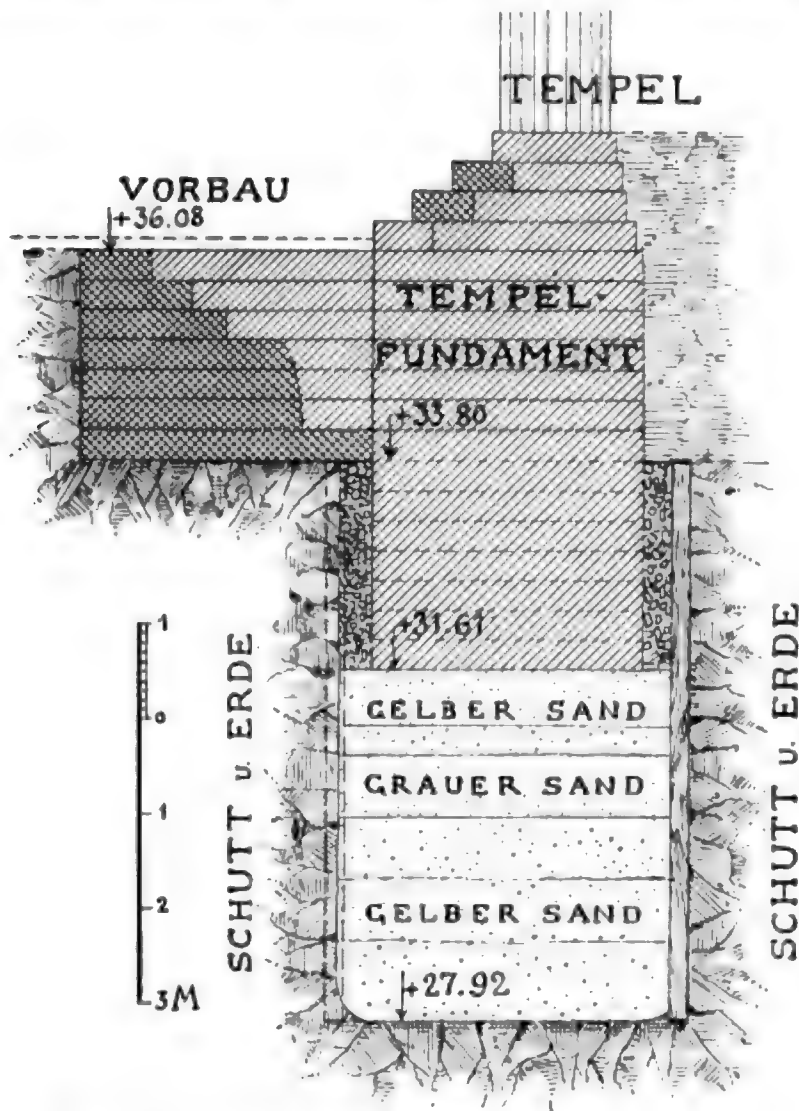 TEMPEL
VORBAU
+36.08
TEMPEL-
FUNDAMENT
+33.80
+31.61
GELBER SAND
GRAUER SAND
GELBER SAND
+27.92
SCHUTT u. ERDE
SCHUTT u. ERDE
1
0
1
2
3M